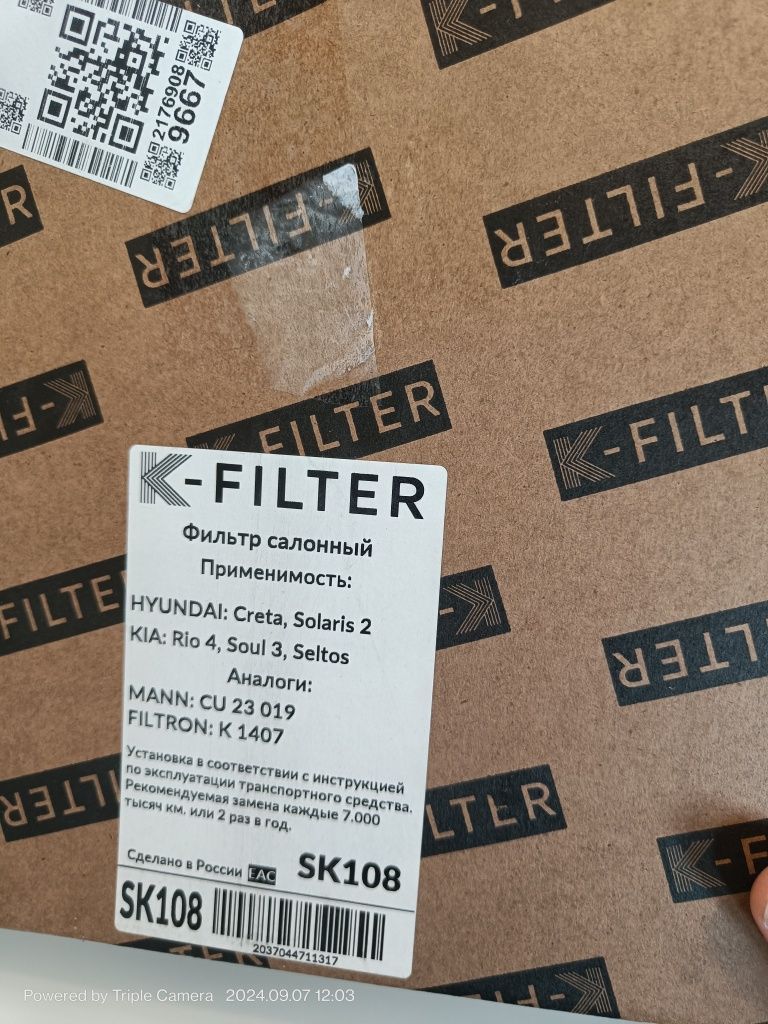 2176908
9667
K-FILTER
K-FILTER
K-FILTER
K-FILTER
K-FILT
K-FILTER
Фильтр салонный
Применимость:
HYUNDAI: Creta, Solaris 2
KIA: Rio 4, Soul 3, Seltos
Аналоги:
MANN: CU 23 019
FILTRON: K 1407
Установка в соответствии с инструкцией
по эксплуатации транспортного средства.
Рекомендуемая замена каждые 7.000
тысяч км. или 2 раз в год.
Сделано в России EAC
SK108
SK108
2037044711317
FILTE
LTER
K-F
Powered by Triple Camera 2024.09.07 12:03